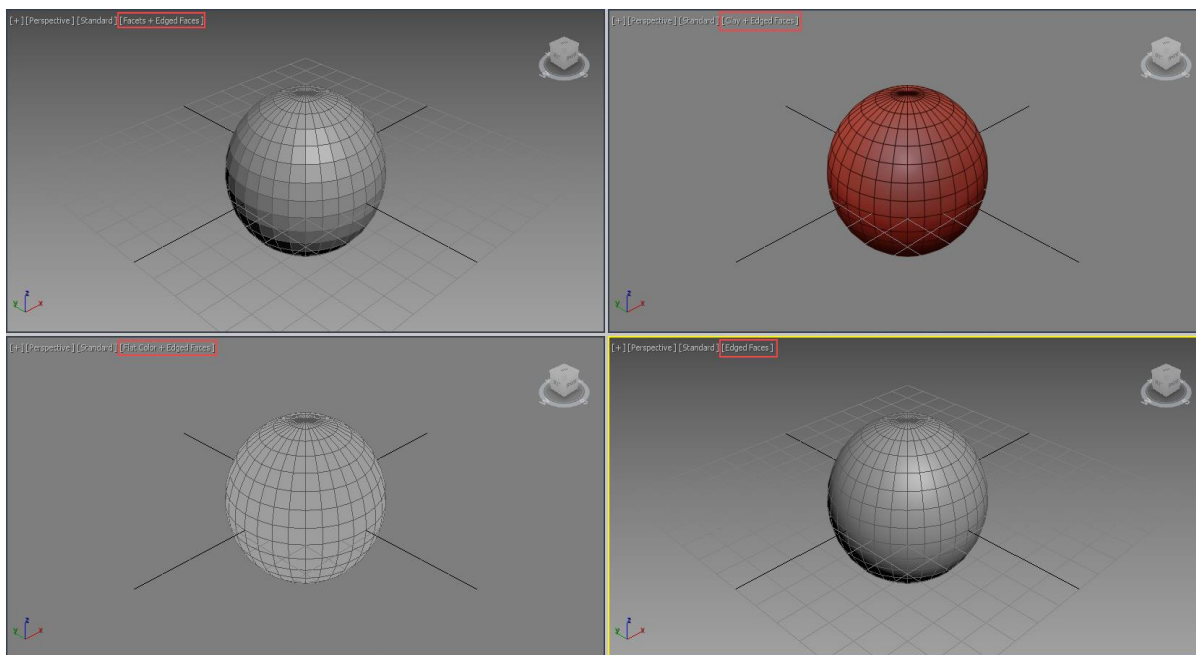 [+] [Perspective] [Standard] [Facets + Edged Faces]
[+] [Perspective] [Standard] [Clay + Edged Faces]
z
y
x
z
y
x
[+] [Perspective] [Standard] [Flat Color + Edged Faces]
[+] [Perspective] [Standard] [Edged Faces]
z
y
x
z
y
x